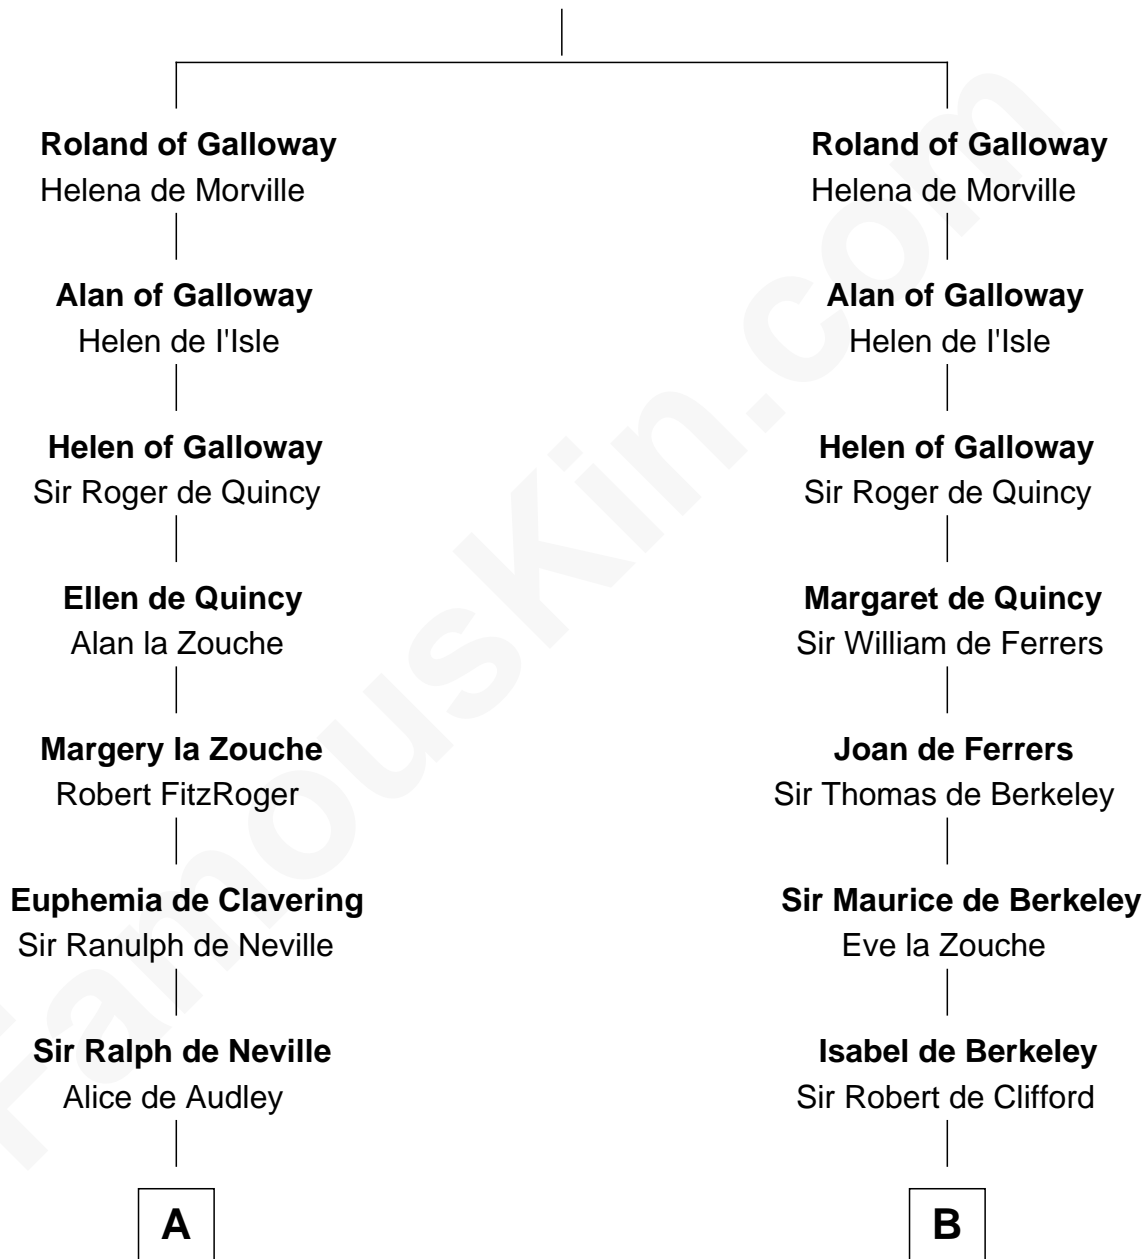 Roland of Galloway
Helena de Morville
Alan of Galloway
Helen de l'Isle
Helen of Galloway
Sir Roger de Quincy
Ellen de Quincy
Alan la Zouche
Margery la Zouche
Robert FitzRoger
Euphemia de Clavering
Sir Ranulph de Neville
Sir Ralph de Neville
Alice de Audley
A
Roland of Galloway
Helena de Morville
Alan of Galloway
Helen de l'Isle
Helen of Galloway
Sir Roger de Quincy
Margaret de Quincy
Sir William de Ferrers
Joan de Ferrers
Sir Thomas de Berkeley
Sir Maurice de Berkeley
Eve la Zouche
Isabel de Berkeley
Sir Robert de Clifford
B
FamousKin.com